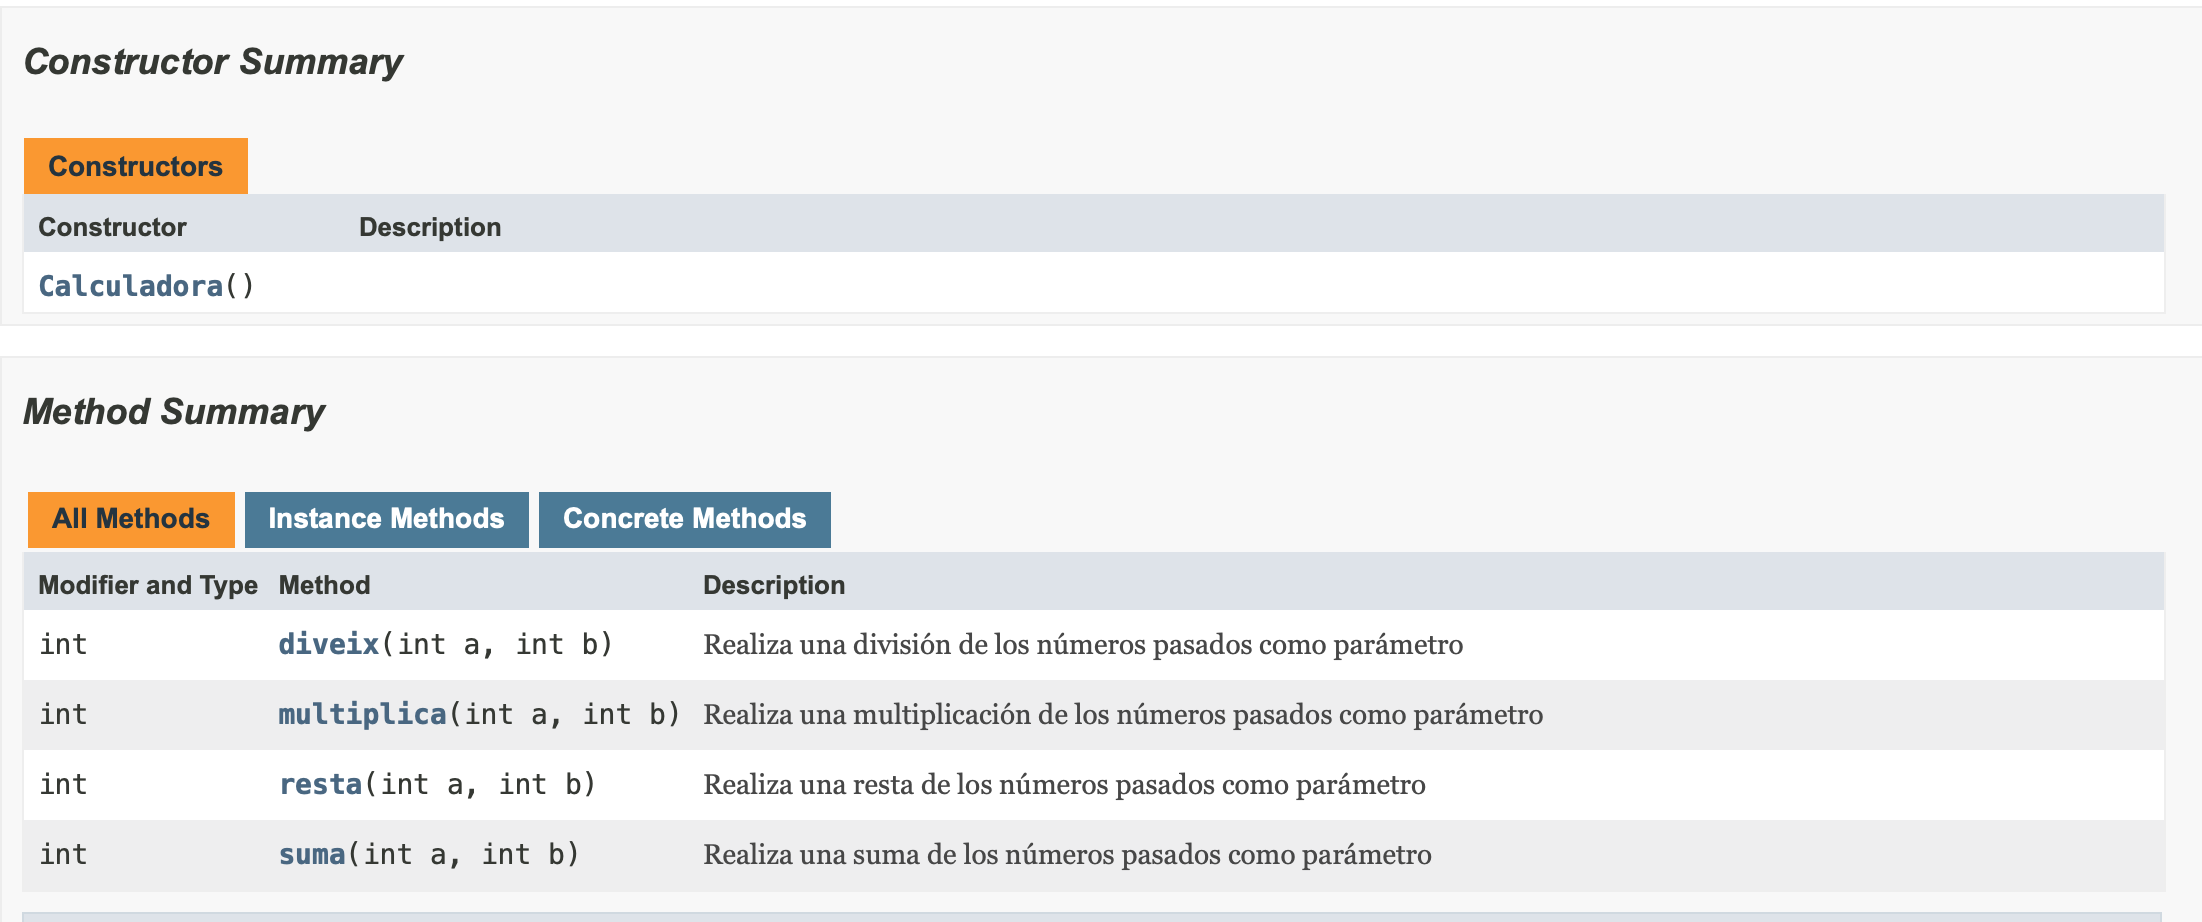 Constructor Summary
Constructors
Constructor Description
Calculadora()
Method Summary
All Methods Instance Methods Concrete Methods
Modifier and Type Method Description
int diveix(int a, int b) Realiza una división de los números pasados como parámetro
int multiplica(int a, int b) Realiza una multiplicación de los números pasados como parámetro
int resta(int a, int b) Realiza una resta de los números pasados como parámetro
int suma(int a, int b) Realiza una suma de los números pasados como parámetro